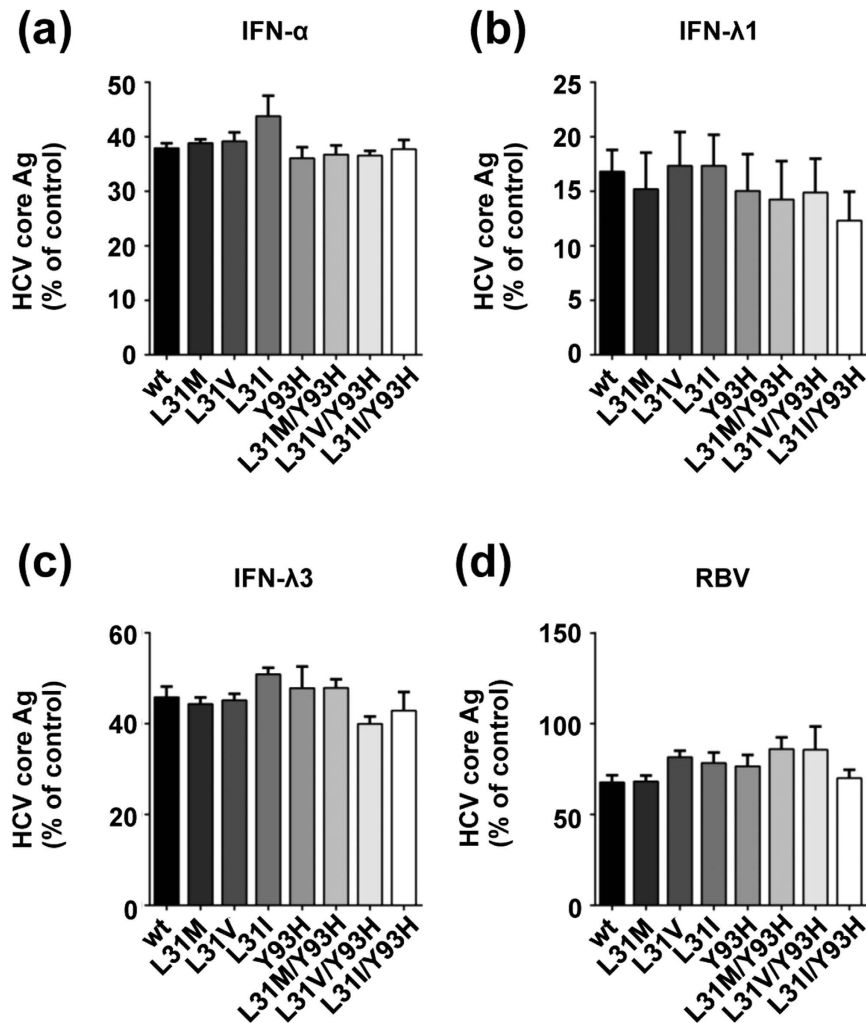 (a)
IFN-α
HCV core Ag
(% of control)
50
40
30
20
10
0
wt
L31M
L31V
L31I
Y93H
L31M/Y93H
L31V/Y93H
L31I/Y93H
(b)
IFN-λ1
HCV core Ag
(% of control)
25
20
15
10
5
0
wt
L31M
L31V
L31I
Y93H
L31M/Y93H
L31V/Y93H
L31I/Y93H
(c)
IFN-λ3
HCV core Ag
(% of control)
60
40
20
0
wt
L31M
L31V
L31I
Y93H
L31M/Y93H
L31V/Y93H
L31I/Y93H
(d)
RBV
HCV core Ag
(% of control)
150
100
50
0
wt
L31M
L31V
L31I
Y93H
L31M/Y93H
L31V/Y93H
L31I/Y93H